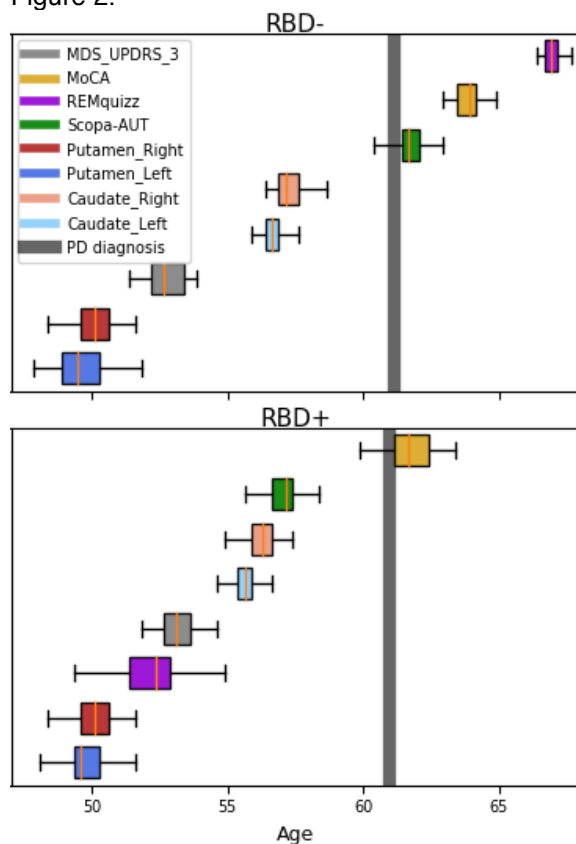 Figure 2.
RBD-
MDS_UPDRS_3
MoCA
REMquizz
Scopa-AUT
Putamen_Right
Putamen_Left
Caudate_Right
Caudate_Left
PD diagnosis
RBD+
50 55 60 65
Age